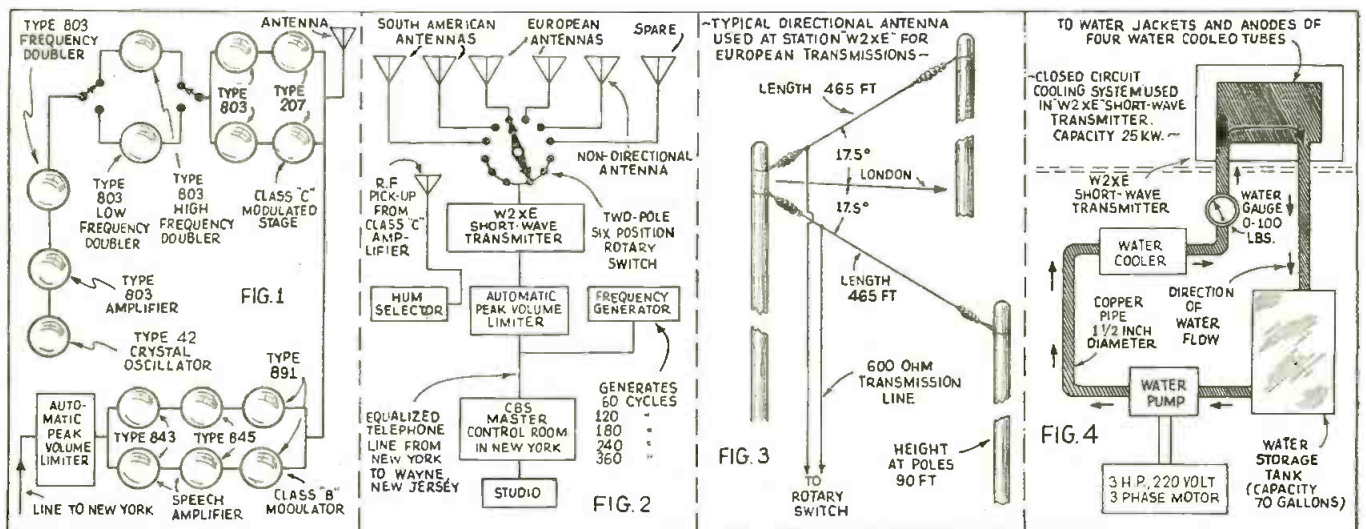 TYPE 803
FREQUENCY
DOUBLER
ANTENNA
TYPE
803
TYPE
207
TYPE
803
LOW
FREQUENCY
DOUBLER
TYPE
803
HIGH
FREQUENCY
DOUBLER
CLASS "C"
MODULATED
STAGE
TYPE
803
AMPLIFIER
FIG.1
TYPE 42
CRYSTAL
OSCILLATOR
TYPE
891
AUTO-
MATIC
PEAK
VOLUME
LIMITER
TYPE 843
TYPE 845
LINE TO NEW YORK
SPEECH
AMPLIFIER
CLASS "B"
MODULATOR
SOUTH AMERICAN
ANTENNAS
EUROPEAN
ANTENNAS
SPARE
NON-DIRECTIONAL
ANTENNA
R.F.
PICK-UP
FROM
CLASS "C"
AMP-
LIFIER
W2XE
SHORT-WAVE
TRANSMITTER
TWO-POLE
SIX POSITION
ROTARY
SWITCH
HUM
SELECTOR
AUTOMATIC
PEAK VOLUME
LIMITER
FREQUENCY
GENERATOR
GENERATES
60 CYCLES
120 "
180 "
240 "
360 "
EQUALIZED
TELEPHONE
LINE FROM
NEW YORK
TO WAYNE
NEW JERSEY
CBS
MASTER
CONTROL ROOM
IN NEW YORK
STUDIO
FIG. 2
~TYPICAL DIRECTIONAL ANTENNA
USED AT STATION "W2XE" FOR
EUROPEAN TRANSMISSIONS~
LENGTH 465 FT
17.5°
LONDON
17.5°
LENGTH
465 FT
600 OHM
TRANSMISSION
LINE
FIG. 3
TO
ROTARY
SWITCH
HEIGHT
AT POLES
90 FT
TO WATER JACKETS AND ANODES OF
FOUR WATER COOLED TUBES
~CLOSED CIRCUIT
COOLING SYSTEM USED
IN "W2XE" SHORT-WAVE
TRANSMITTER.
CAPACITY 25 KW.~
W2XE
SHORT-WAVE
TRANSMITTER
WATER
GAUGE
0-100
LBS.
WATER
COOLER
COPPER
PIPE
1 1/2 INCH
DIAMETER
DIRECTION
OF
WATER
FLOW
WATER
PUMP
FIG. 4
3 H.P., 220 VOLT
3 PHASE MOTOR
WATER
STORAGE
TANK
(CAPACITY
70 GALLONS)